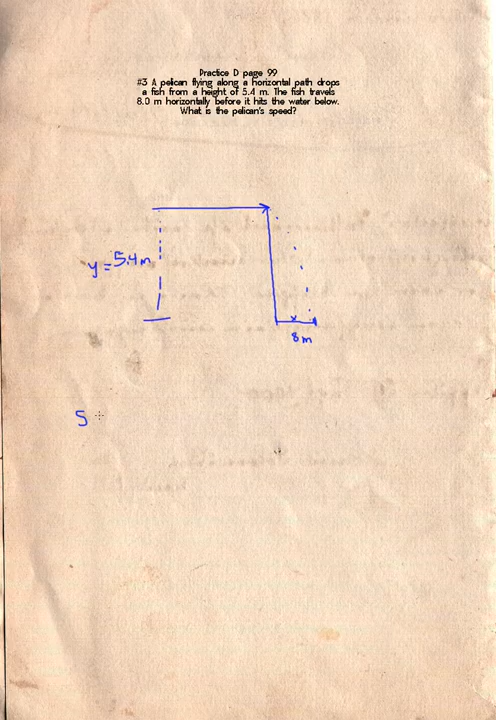 Practice D page 99
#3 A pelican flying along a horizontal path drops
a fish from a height of 5.4 m. The fish travels
8.0 m horizontally before it hits the water below.
What is the pelican's speed?
y = 5.4m
x
8m
5